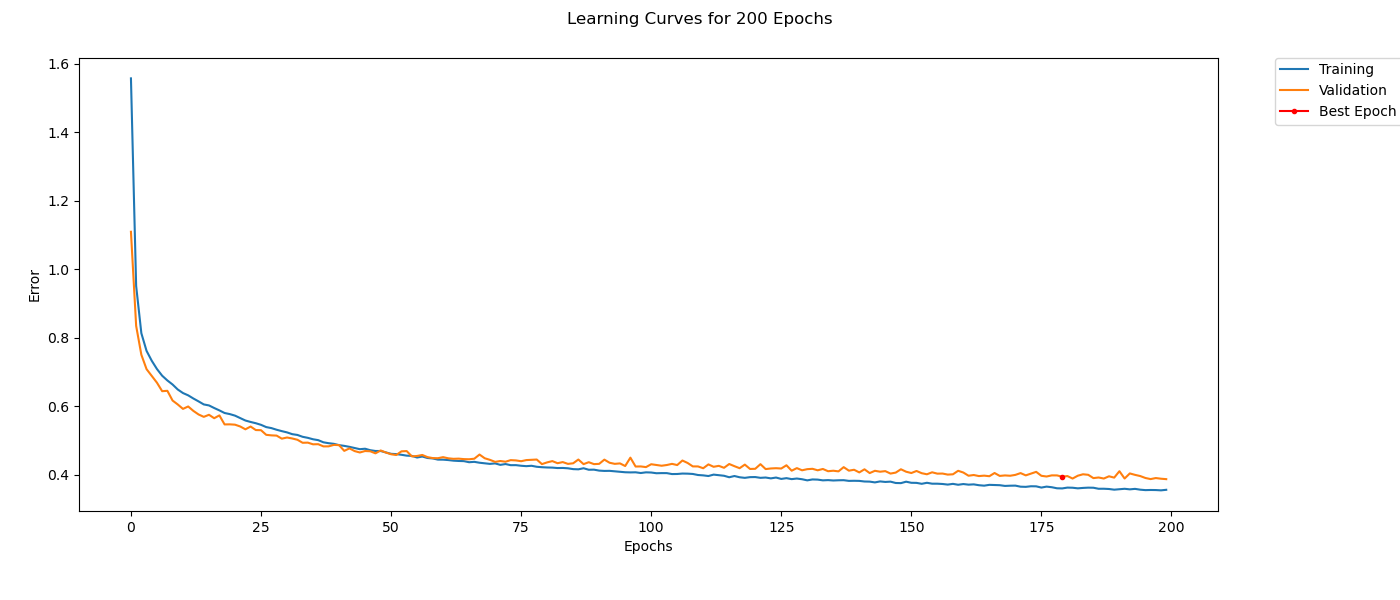 Learning Curves for 200 Epochs
1.6
1.4
1.2
1.0
0.8
0.6
0.4
Error
0 25 50 75 100 125 150 175 200
Epochs
Training
Validation
Best Epoch